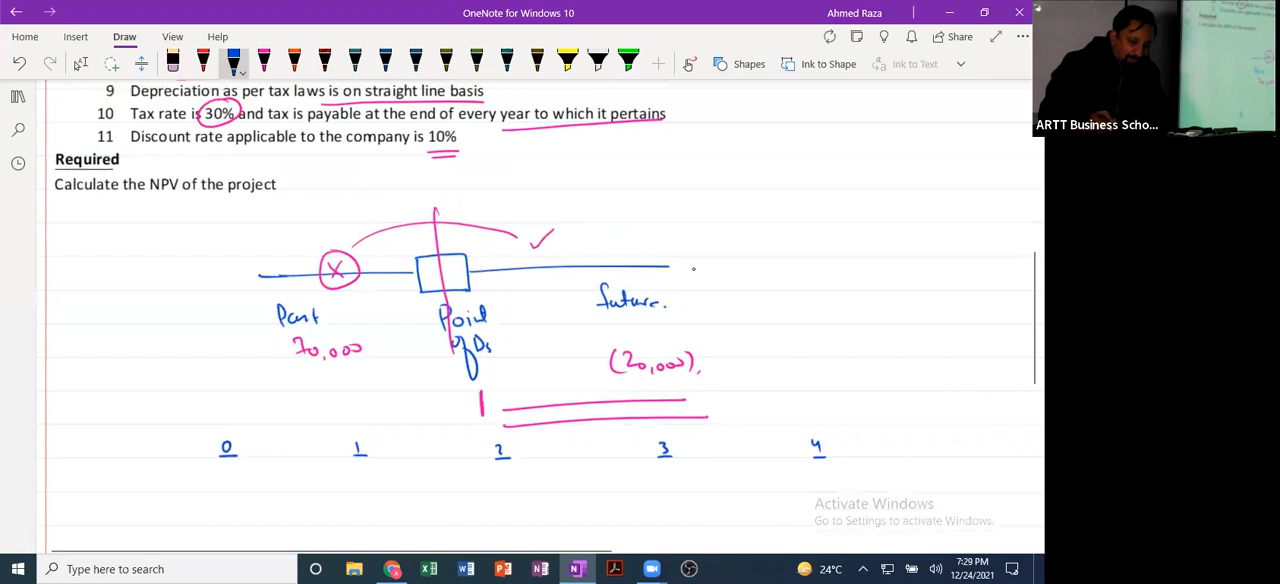 OneNote for Windows 10
Ahmed Raza
Home Insert Draw View Help
Share
Shapes Ink to Shape Ink to Text
9 Depreciation as per tax laws is on straight line basis
10 Tax rate is 30% and tax is payable at the end of every year to which it pertains
11 Discount rate applicable to the company is 10%
Required
Calculate the NPV of the project
X
Past Point future.
70,000 of Ds (20,000)
0 1 2 3 4
ARTT Business Scho...
Activate Windows
Go to Settings to activate Windows.
Type here to search
24°C
7:29 PM
12/24/2021